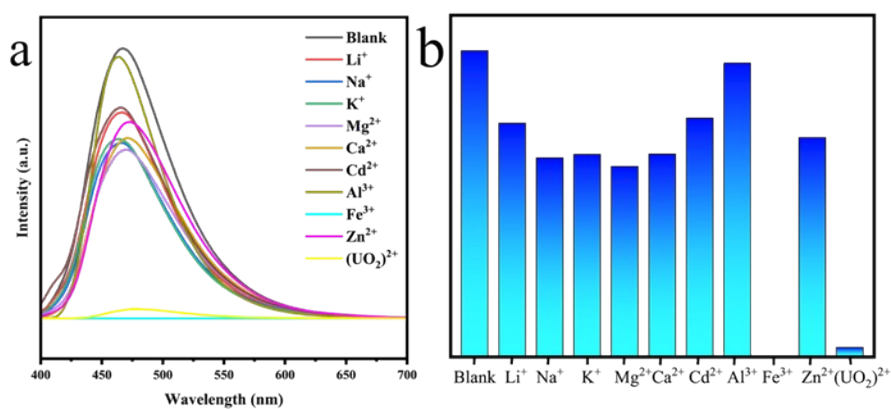 a
Intensity (a.u.)
Blank
Li⁺
Na⁺
K⁺
Mg²⁺
Ca²⁺
Cd²⁺
Al³⁺
Fe³⁺
Zn²⁺
(UO₂)²⁺
400 450 500 550 600 650 700
Wavelength (nm)
b
Blank Li⁺ Na⁺ K⁺ Mg²⁺ Ca²⁺ Cd²⁺ Al³⁺ Fe³⁺ Zn²⁺ (UO₂)²⁺